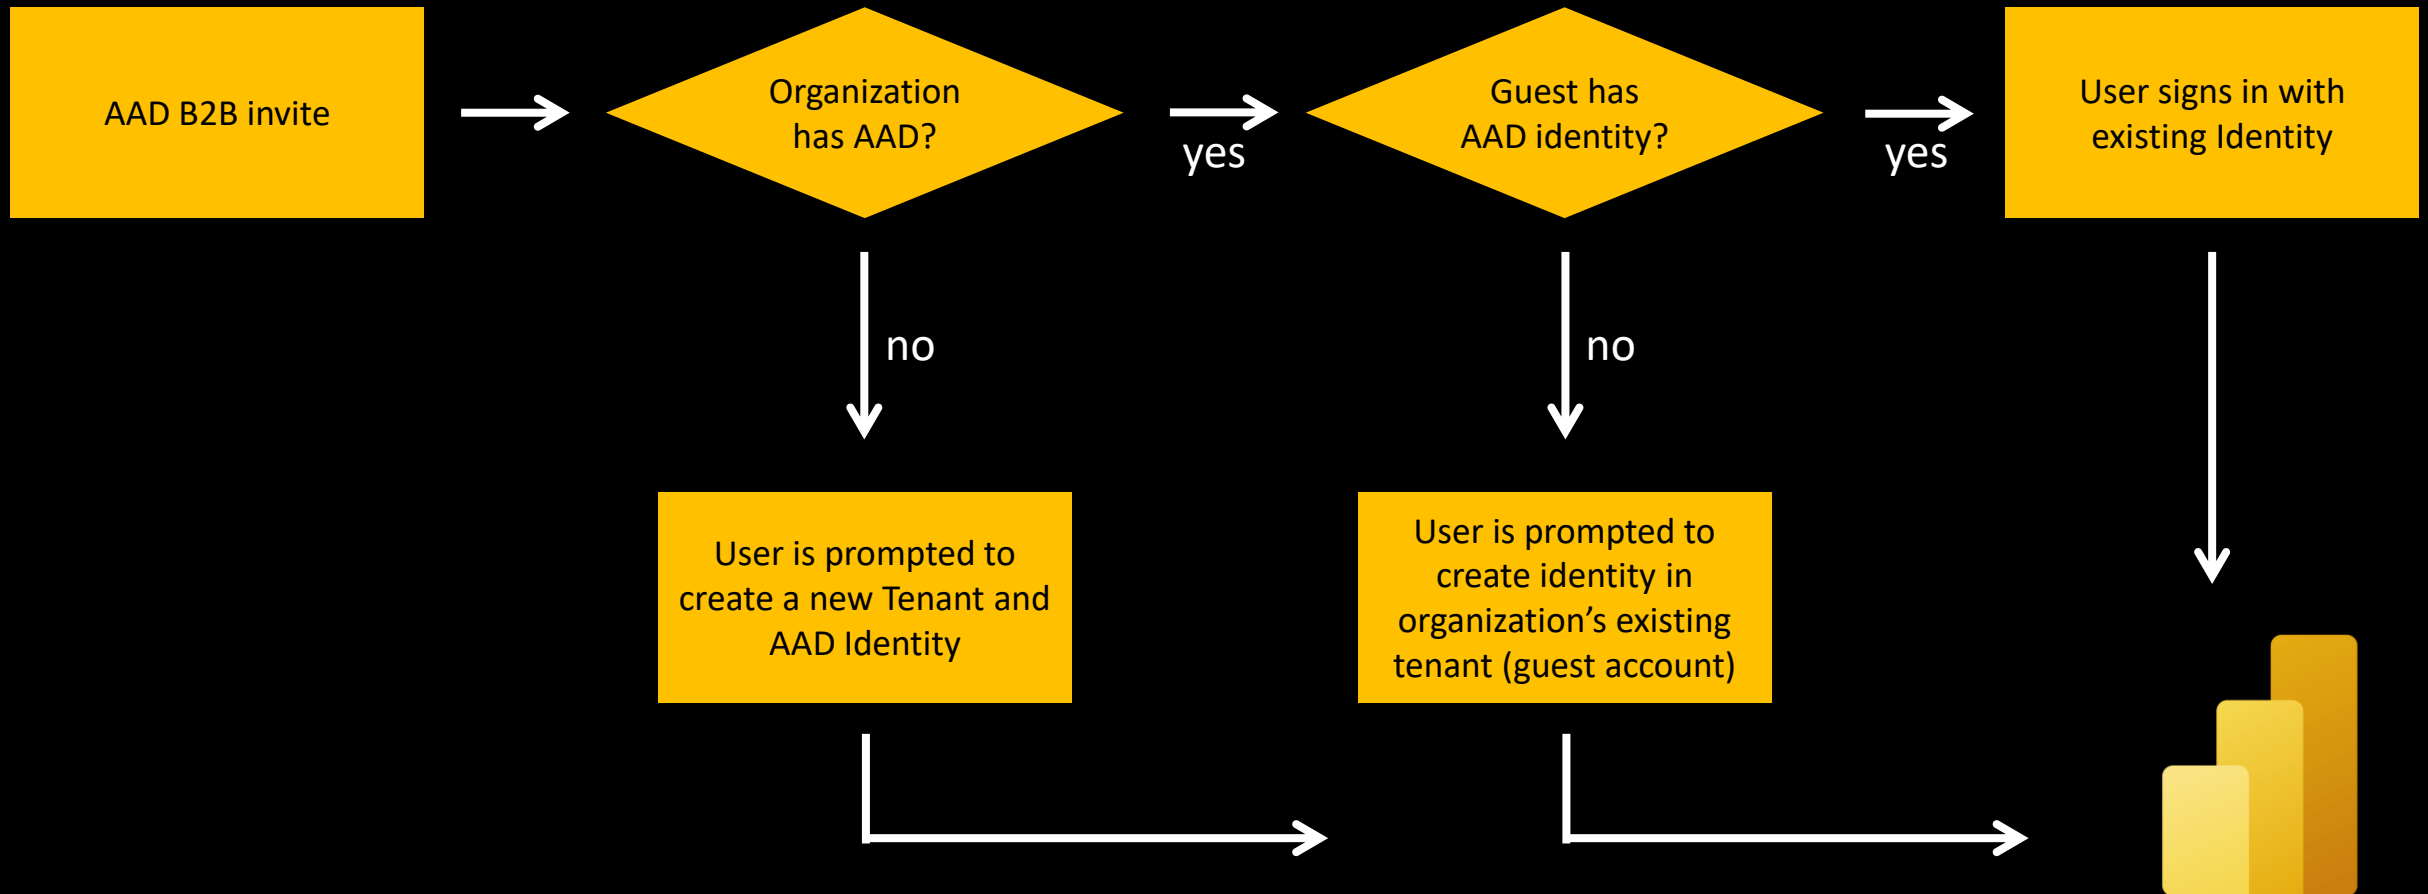 AAD B2B invite
Organization
has AAD?
yes
Guest has
AAD identity?
yes
User signs in with
existing Identity
no
no
User is prompted to
create a new Tenant and
AAD Identity
User is prompted to
create identity in
organization’s existing
tenant (guest account)